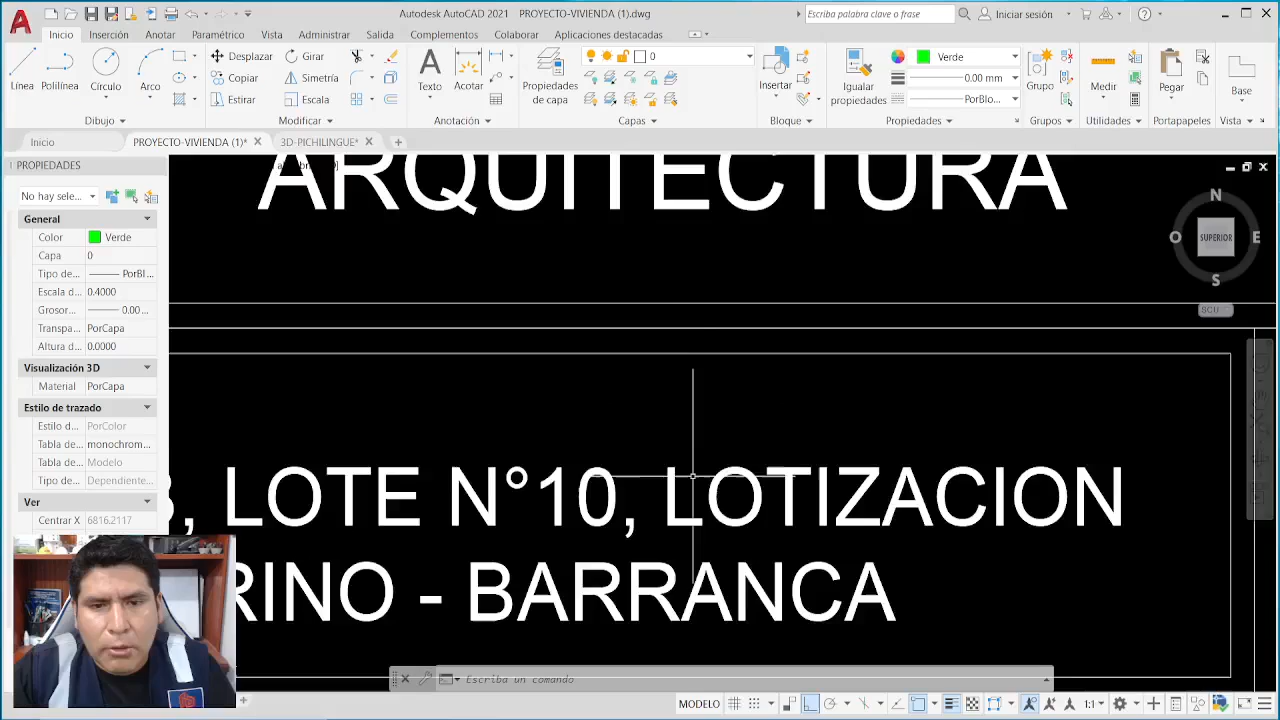 Autodesk AutoCAD 2021 PROYECTO-VIVIENDA (1).dwg
Escriba palabra clave o frase
Iniciar sesión
Inicio Inserción Anotar Paramétrico Vista Administrar Salida Complementos Colaborar Aplicaciones destacadas
Línea Polilínea Círculo Arco
Desplazar Girar
Copiar Simetría
Estirar Escala
Texto Acotar
Propiedades de capa
0
Insertar
Igualar propiedades
Verde
0.00 mm
PorBlo...
Grupo Medir Pegar Base
Dibujo Modificar Anotación Capas Bloque Propiedades Grupos Utilidades Portapapeles Vista
Inicio PROYECTO-VIVIENDA (1)* 3D-PICHILINGUE*
PROPIEDADES
No hay sele...
General
Color Verde
Capa 0
Tipo de... PorBl...
Escala d... 0.4000
Grosor... 0.00 ...
Transpa... PorCapa
Altura d... 0.0000
Visualización 3D
Material PorCapa
Estilo de trazado
Estilo d... PorColor
Tabla de... monochrom...
Tabla de... Modelo
Tipo de... Dependiente...
Ver
Centrar X 6816.2117
ARQUITECTURA
, LOTE N°10, LOTIZACION
RINO - BARRANCA
N
O SUPERIOR E
S
SCU
Escriba un comando
MODELO 1:1